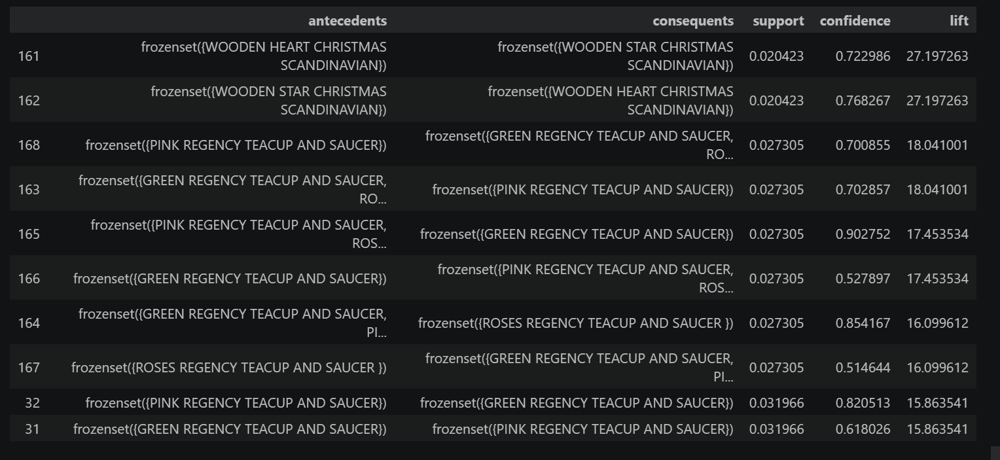 antecedents consequents support confidence lift
161 frozenset({WOODEN HEART CHRISTMAS SCANDINAVIAN}) frozenset({WOODEN STAR CHRISTMAS SCANDINAVIAN}) 0.020423 0.722986 27.197263
162 frozenset({WOODEN STAR CHRISTMAS SCANDINAVIAN}) frozenset({WOODEN HEART CHRISTMAS SCANDINAVIAN}) 0.020423 0.768267 27.197263
168 frozenset({PINK REGENCY TEACUP AND SAUCER}) frozenset({GREEN REGENCY TEACUP AND SAUCER, RO... 0.027305 0.700855 18.041001
163 frozenset({GREEN REGENCY TEACUP AND SAUCER, RO... frozenset({PINK REGENCY TEACUP AND SAUCER}) 0.027305 0.702857 18.041001
165 frozenset({PINK REGENCY TEACUP AND SAUCER, ROS... frozenset({GREEN REGENCY TEACUP AND SAUCER}) 0.027305 0.902752 17.453534
166 frozenset({GREEN REGENCY TEACUP AND SAUCER}) frozenset({PINK REGENCY TEACUP AND SAUCER, ROS... 0.027305 0.527897 17.453534
164 frozenset({GREEN REGENCY TEACUP AND SAUCER, PI... frozenset({ROSES REGENCY TEACUP AND SAUCER }) 0.027305 0.854167 16.099612
167 frozenset({ROSES REGENCY TEACUP AND SAUCER }) frozenset({GREEN REGENCY TEACUP AND SAUCER, PI... 0.027305 0.514644 16.099612
32 frozenset({PINK REGENCY TEACUP AND SAUCER}) frozenset({GREEN REGENCY TEACUP AND SAUCER}) 0.031966 0.820513 15.863541
31 frozenset({GREEN REGENCY TEACUP AND SAUCER}) frozenset({PINK REGENCY TEACUP AND SAUCER}) 0.031966 0.618026 15.863541